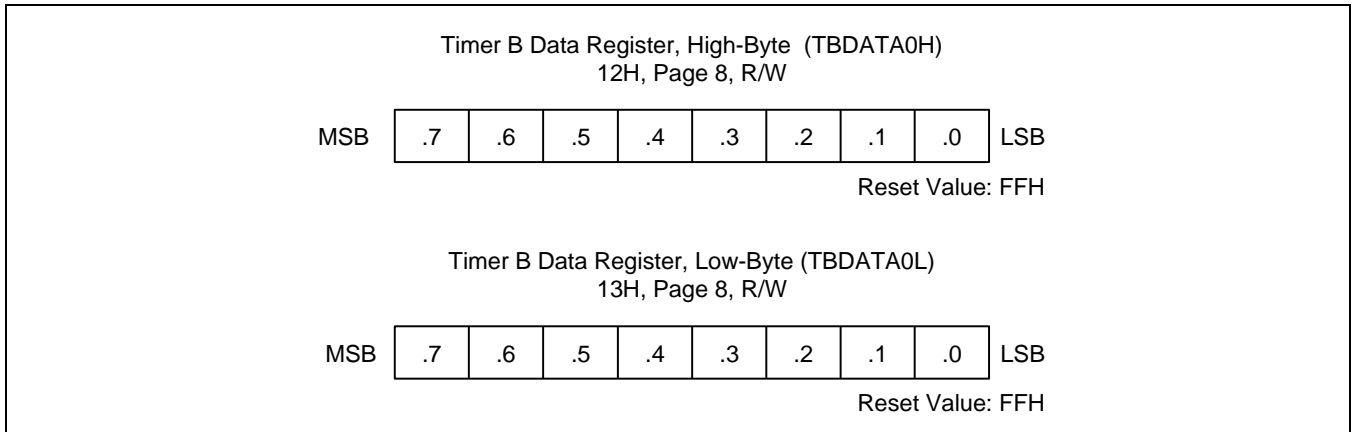 Timer B Data Register, High-Byte (TBDATA0H)
12H, Page 8, R/W
MSB .7 .6 .5 .4 .3 .2 .1 .0 LSB
Reset Value: FFH
Timer B Data Register, Low-Byte (TBDATA0L)
13H, Page 8, R/W
MSB .7 .6 .5 .4 .3 .2 .1 .0 LSB
Reset Value: FFH